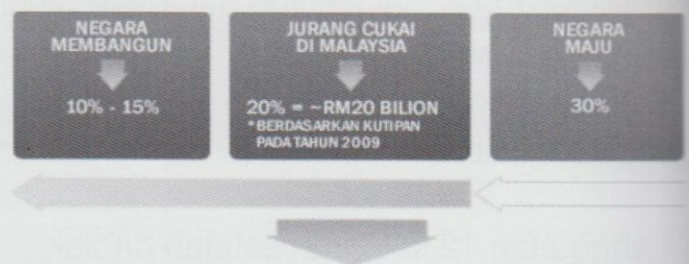 NEGARA
MEMBANGUN
10% - 15%
JURANG CUKAI
DI MALAYSIA
20% = ~RM20 BILION
*BERDASARKAN KUTIPAN
PADA TAHUN 2009
NEGARA
MAJU
30%